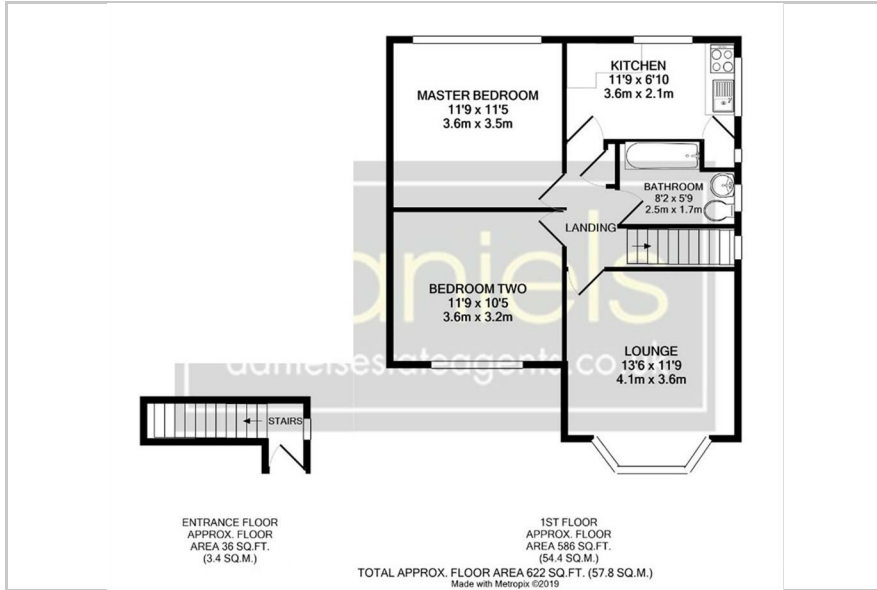 KITCHEN
11'9 x 6'10
3.6m x 2.1m
MASTER BEDROOM
11'9 x 11'5
3.6m x 3.5m
BATHROOM
8'2 x 5'9
2.5m x 1.7m
LANDING
BEDROOM TWO
11'9 x 10'5
3.6m x 3.2m
LOUNGE
13'6 x 11'9
4.1m x 3.6m
daniels
danielsestateagents.co.uk
STAIRS
ENTRANCE FLOOR
APPROX. FLOOR
AREA 36 SQ.FT.
(3.4 SQ.M.)
1ST FLOOR
APPROX. FLOOR
AREA 586 SQ.FT.
(54.4 SQ.M.)
TOTAL APPROX. FLOOR AREA 622 SQ.FT. (57.8 SQ.M.)
Made with Metropix ©2019